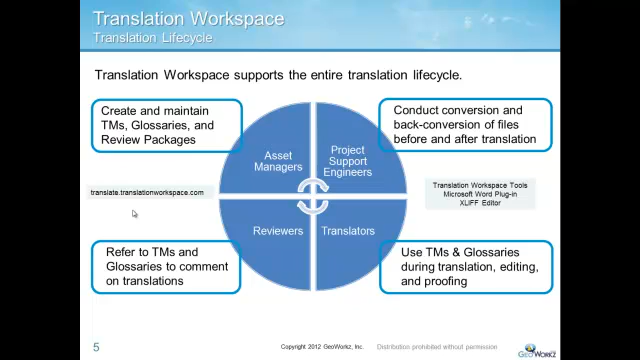 Translation Workspace
Translation Lifecycle
Translation Workspace supports the entire translation lifecycle.
Create and maintain
TMs, Glossaries, and
Review Packages
Conduct conversion and
back-conversion of files
before and after translation
Asset
Managers
Project
Support
Engineers
translate.translationworkspace.com
Translation Workspace Tools
Microsoft Word Plug-in
XLIFF Editor
Reviewers
Translators
Refer to TMs and
Glossaries to comment
on translations
Use TMs & Glossaries
during translation, editing,
and proofing
5
Copyright 2012 GeoWorkz, Inc.
Distribution prohibited without permission
GeoWorkz